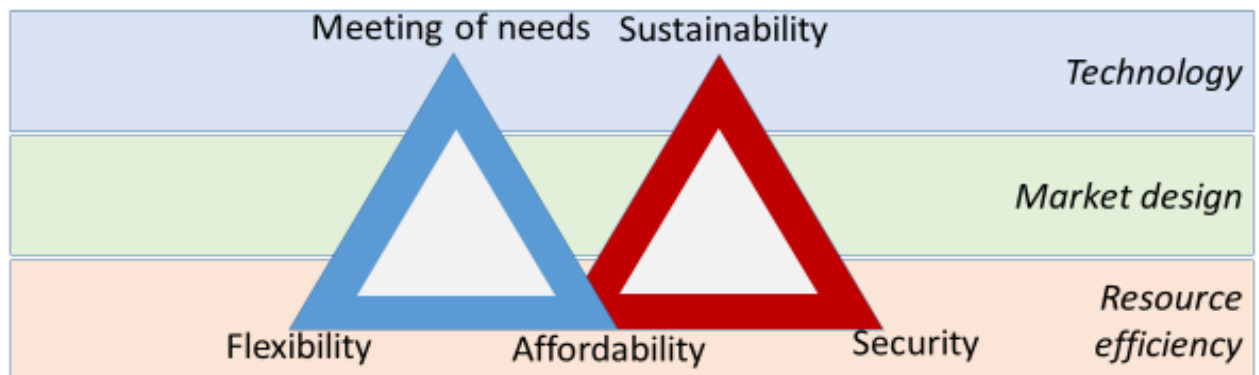 Meeting of needs
Sustainability
Technology
Market design
Resource
efficiency
Flexibility
Affordability
Security